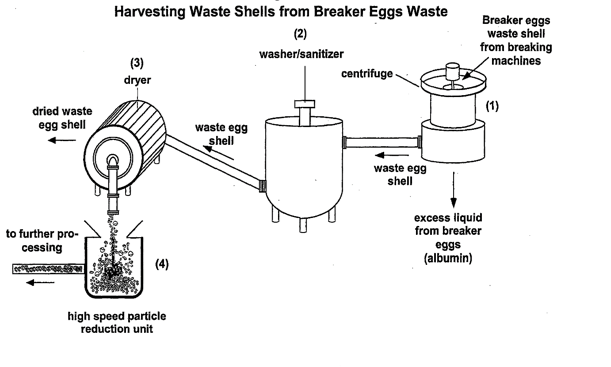 Harvesting Waste Shells from Breaker Eggs Waste
Breaker eggs
waste shell
from breaking
machines
(2)
washer/sanitizer
centrifuge
(1)
(3)
dryer
dried waste
egg shell
waste egg
shell
waste egg
shell
excess liquid
from breaker
eggs
(albumin)
to further pro-
cessing
(4)
high speed particle
reduction unit